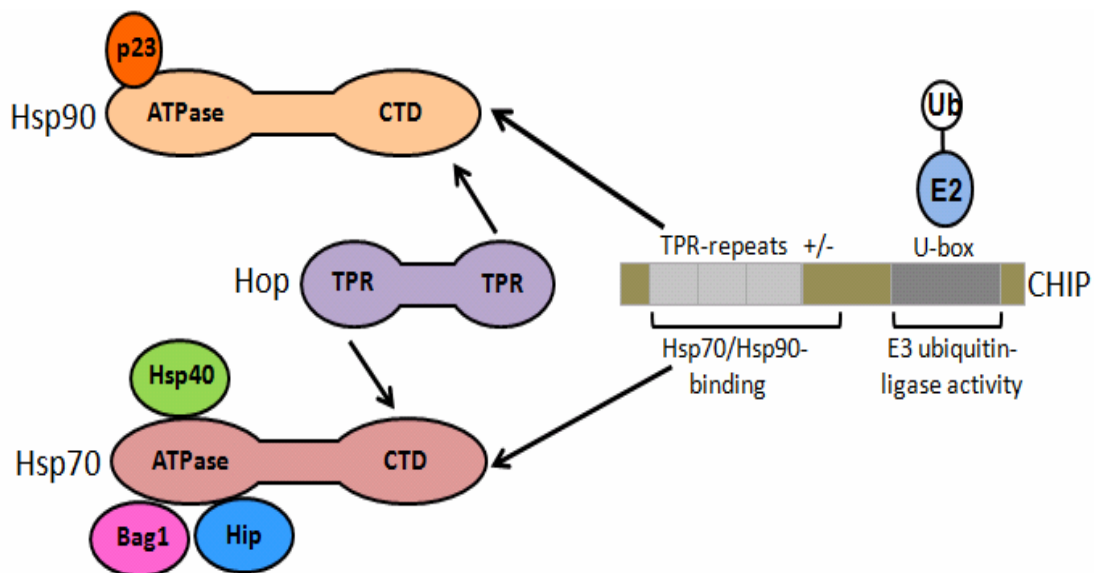 p23
Hsp90
ATPase
CTD
Ub
E2
TPR-repeats +/-
U-box
Hop
TPR
TPR
CHIP
Hsp70/Hsp90-
binding
E3 ubiquitin-
ligase activity
Hsp40
Hsp70
ATPase
CTD
Bag1
Hip